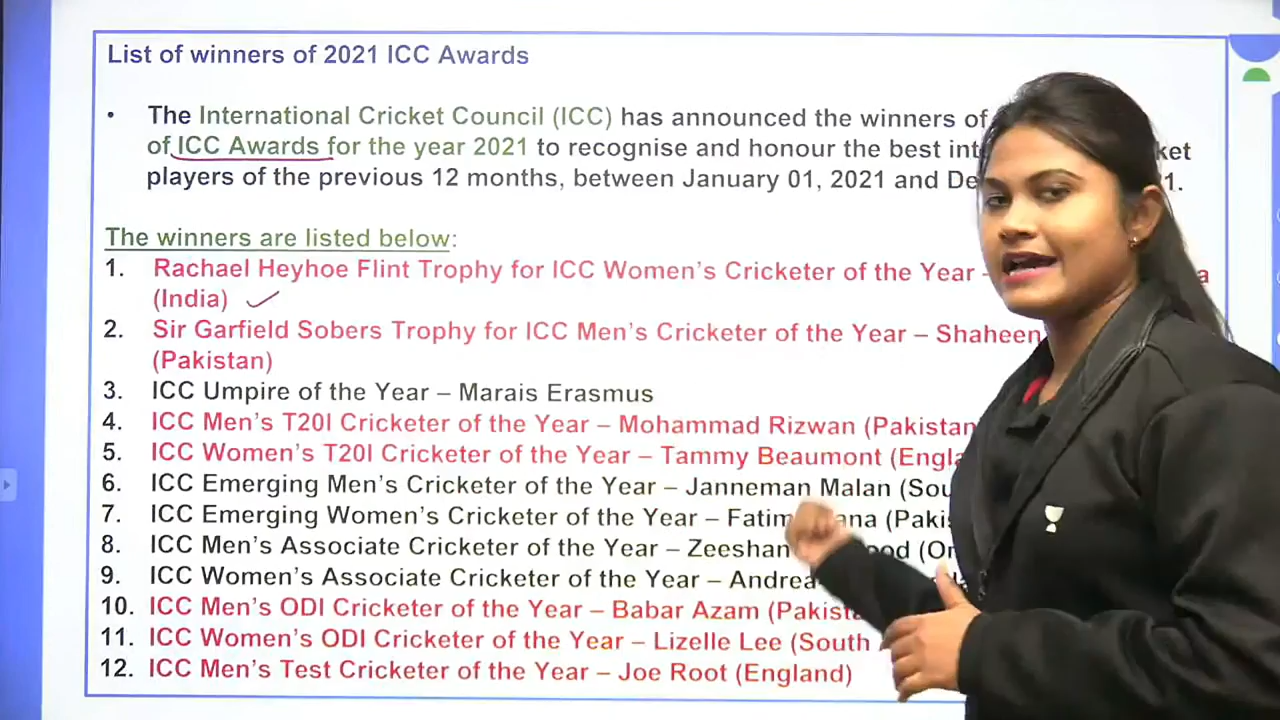 List of winners of 2021 ICC Awards
• The International Cricket Council (ICC) has announced the winners of
of ICC Awards for the year 2021 to recognise and honour the best
players of the previous 12 months, between January 01, 2021 and
The winners are listed below:
1. Rachael Heyhoe Flint Trophy for ICC Women's Cricketer of the Year -
(India)
2. Sir Garfield Sobers Trophy for ICC Men's Cricketer of the Year – Shaheen
(Pakistan)
3. ICC Umpire of the Year – Marais Erasmus
4. ICC Men's T20I Cricketer of the Year – Mohammad Rizwan (Pakistan
5. ICC Women's T20I Cricketer of the Year – Tammy Beaumont
6. ICC Emerging Men's Cricketer of the Year – Janneman Malan
7. ICC Emerging Women's Cricketer of the Year –
8. ICC Men's Associate Cricketer of the Year – Zeeshan
9. ICC Women's Associate Cricketer of the Year – Andrea
10. ICC Men's ODI Cricketer of the Year – Babar Azam
11. ICC Women's ODI Cricketer of the Year – Lizelle Lee (South
12. ICC Men's Test Cricketer of the Year – Joe Root (England)